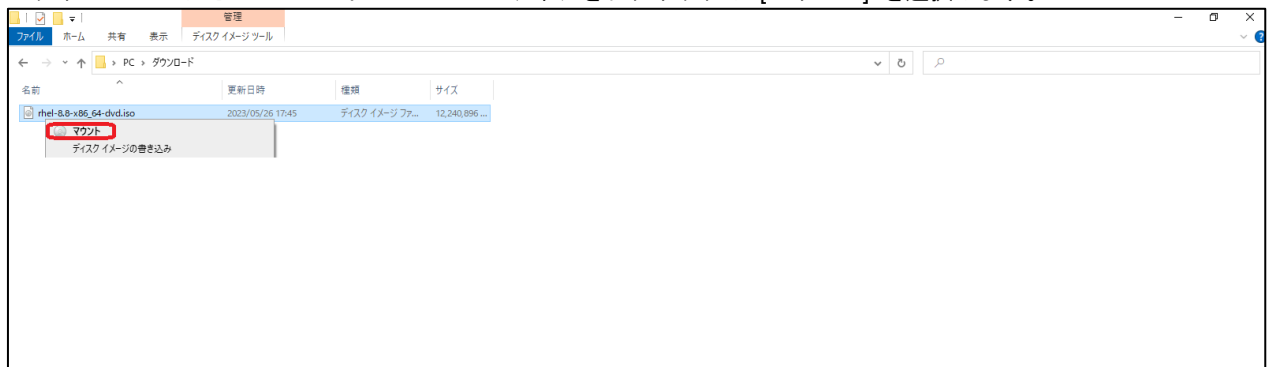 管理
ファイル ホーム 共有 表示 ディスク イメージ ツール
PC › ダウンロード
名前 更新日時 種類 サイズ
rhel-8.8-x86_64-dvd.iso 2023/05/26 17:45 ディスク イメージ ファ... 12,240,896 ...
マウント
ディスク イメージの書き込み